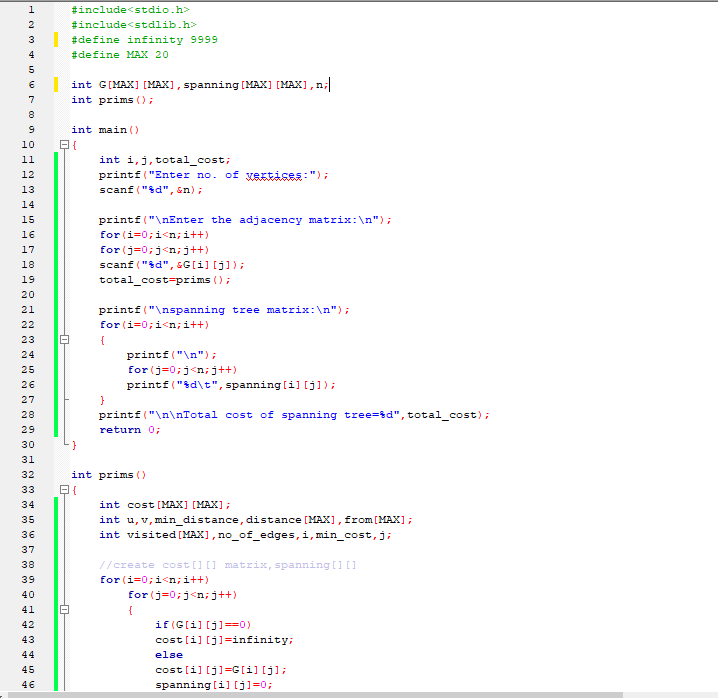 1 #include<stdio.h>
2 #include<stdlib.h>
3 #define infinity 9999
4 #define MAX 20
5
6 int G[MAX][MAX],spanning[MAX][MAX],n;
7 int prims();
8
9 int main()
10 {
11 int i,j,total_cost;
12 printf("Enter no. of vertices:");
13 scanf("%d",&n);
14
15 printf("\nEnter the adjacency matrix:\n");
16 for(i=0;i<n;i++)
17 for(j=0;j<n;j++)
18 scanf("%d",&G[i][j]);
19 total_cost=prims();
20
21 printf("\nspanning tree matrix:\n");
22 for(i=0;i<n;i++)
23 {
24 printf("\n");
25 for(j=0;j<n;j++)
26 printf("%d\t",spanning[i][j]);
27 }
28 printf("\n\nTotal cost of spanning tree=%d",total_cost);
29 return 0;
30 }
31
32 int prims()
33 {
34 int cost[MAX][MAX];
35 int u,v,min_distance,distance[MAX],from[MAX];
36 int visited[MAX],no_of_edges,i,min_cost,j;
37
38 //create cost[][] matrix,spanning[][]
39 for(i=0;i<n;i++)
40 for(j=0;j<n;j++)
41 {
42 if(G[i][j]==0)
43 cost[i][j]=infinity;
44 else
45 cost[i][j]=G[i][j];
46 spanning[i][j]=0;